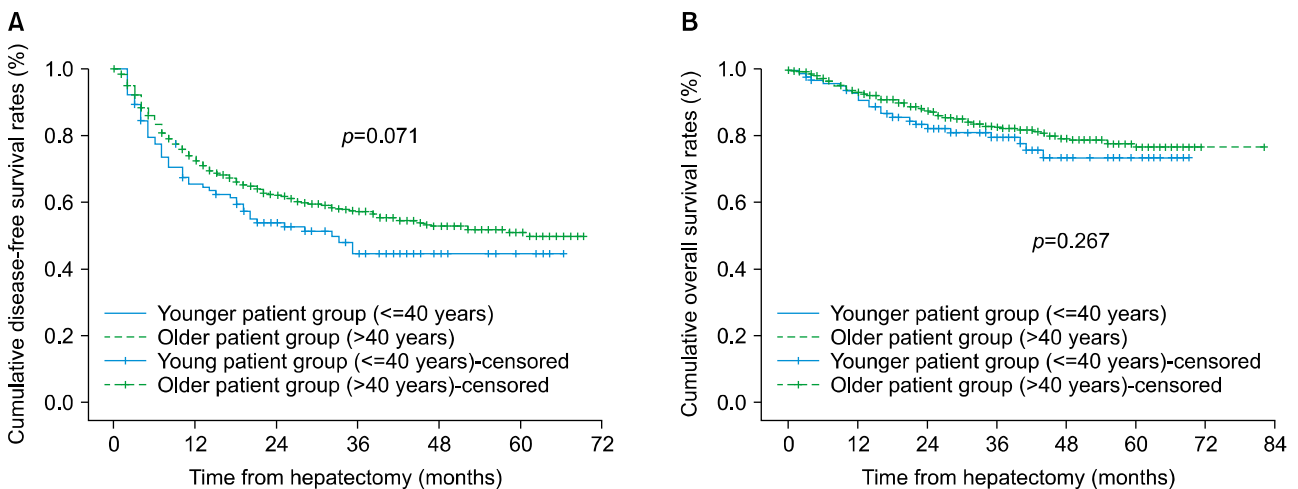 A
Cumulative disease-free survival rates (%)
1.0
0.8
0.6
0.4
0.2
0.0
p=0.071
Younger patient group (<=40 years)
Older patient group (>40 years)
Young patient group (<=40 years)-censored
Older patient group (>40 years)-censored
0 12 24 36 48 60 72
Time from hepatectomy (months)
B
Cumulative overall survival rates (%)
1.0
0.8
0.6
0.4
0.2
0.0
p=0.267
Younger patient group (<=40 years)
Older patient group (>40 years)
Younger patient group (<=40 years)-censored
Older patient group (>40 years)-censored
0 12 24 36 48 60 72 84
Time from hepatectomy (months)